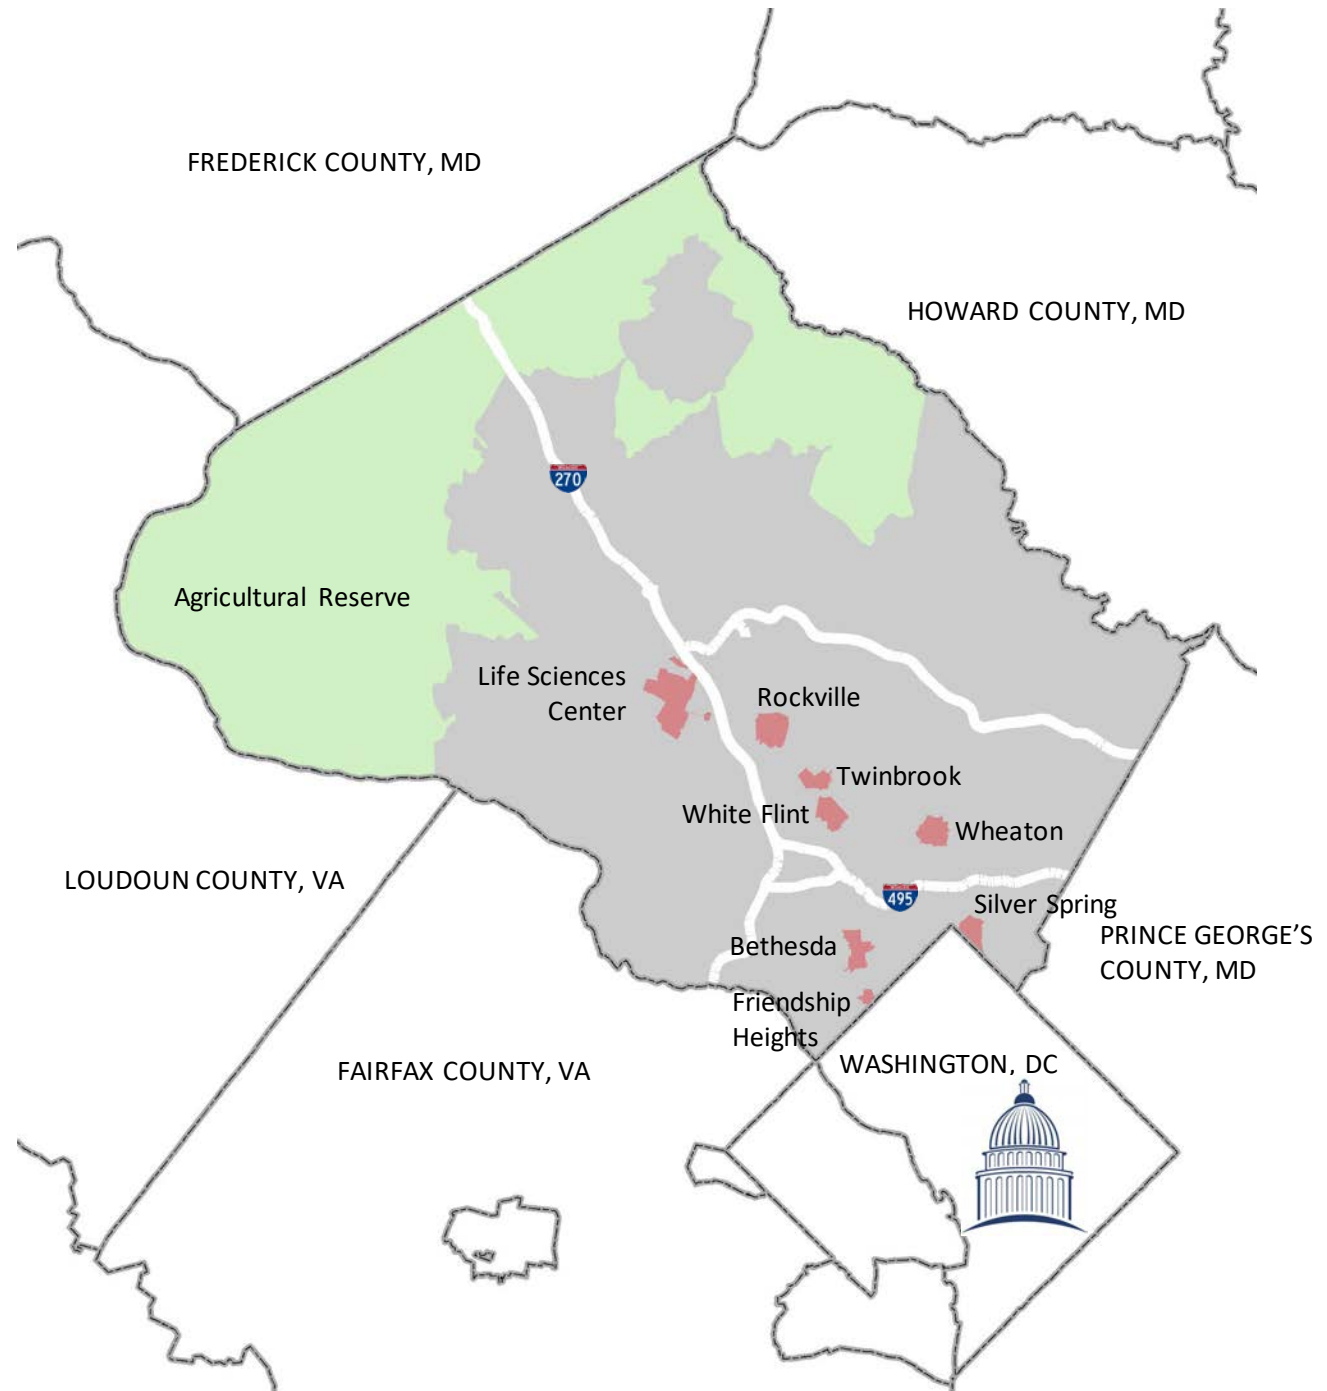 FREDERICK COUNTY, MD
HOWARD COUNTY, MD
270
Agricultural Reserve
Life Sciences
Center
Rockville
Twinbrook
White Flint
Wheaton
LOUDOUN COUNTY, VA
495
Silver Spring
Bethesda
PRINCE GEORGE’S
COUNTY, MD
Friendship
Heights
FAIRFAX COUNTY, VA
WASHINGTON, DC